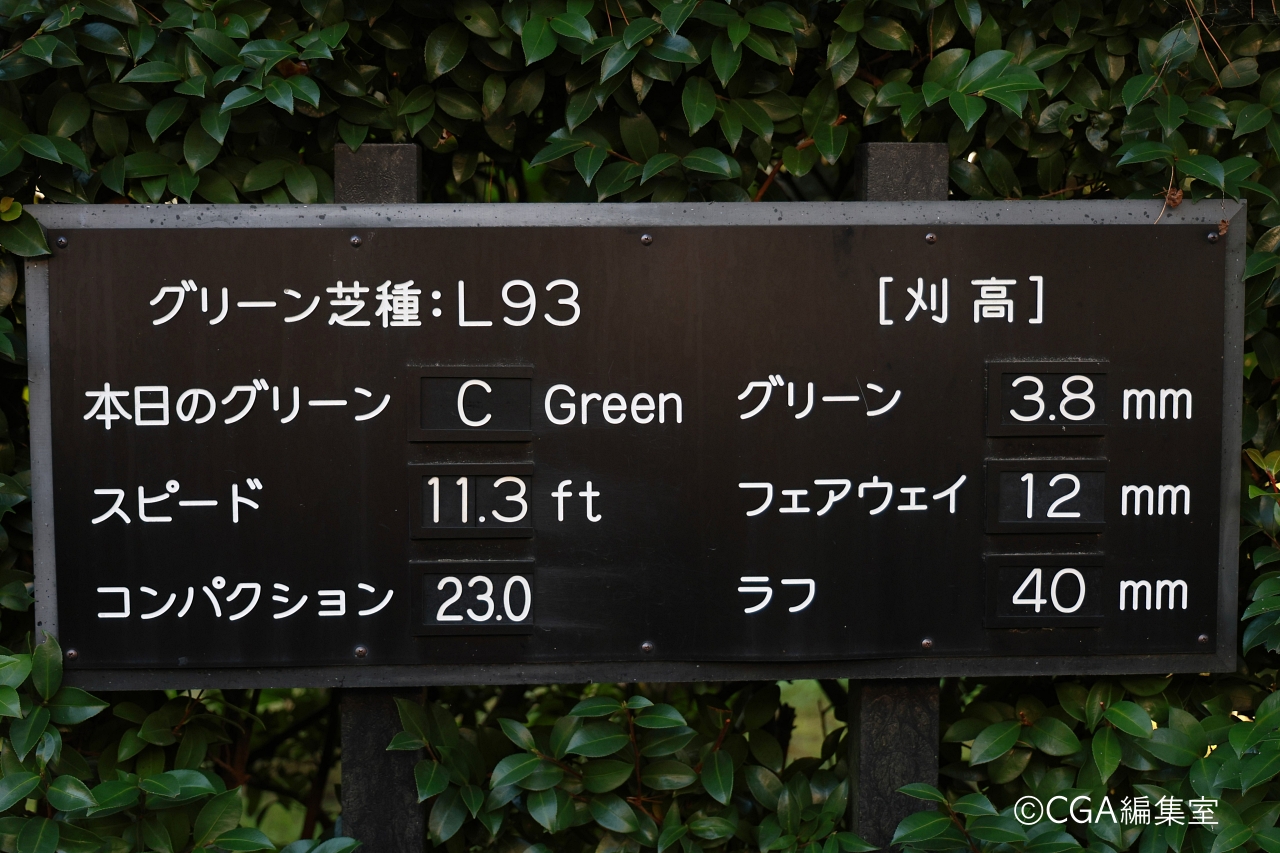 グリーン芝種:L93
本日のグリーン C Green
スピード 11.3 ft
コンパクション 23.0
[刈高]
グリーン 3.8 mm
フェアウェイ 12 mm
ラフ 40 mm
©CGA編集室